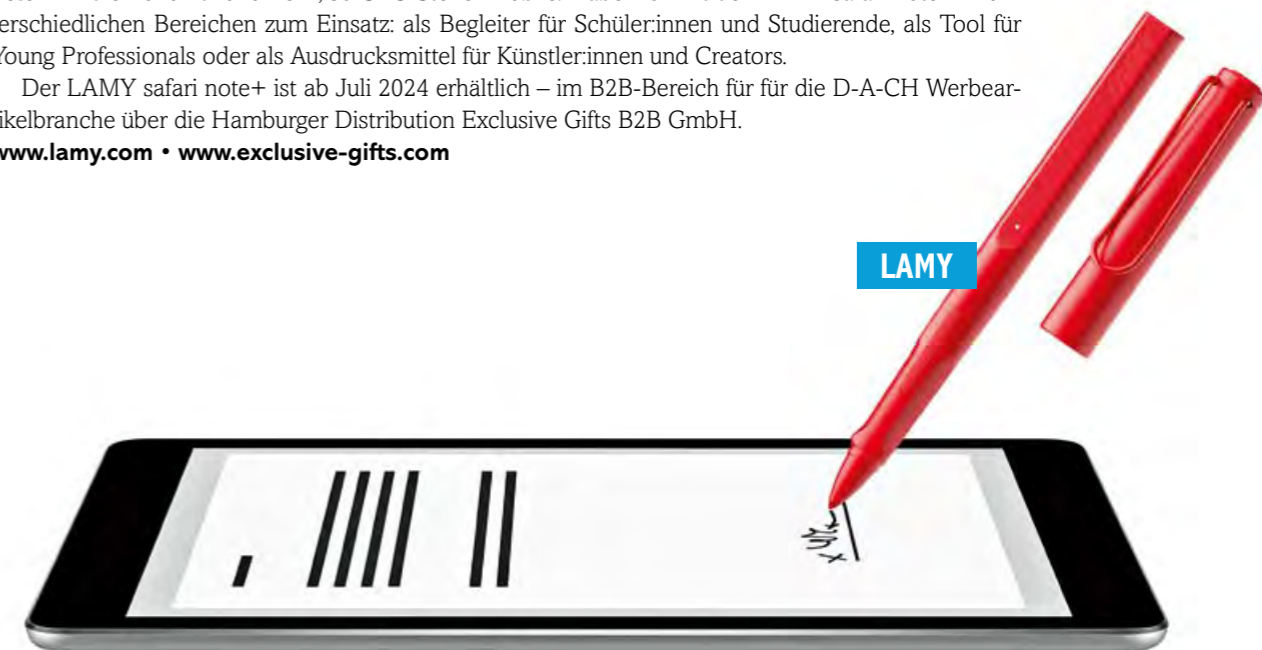 erschiedlichen Bereichen zum Einsatz: als Begleiter für Schüler:innen und Studierende, als Tool für
Young Professionals oder als Ausdrucksmittel für Künstler:innen und Creators.
Der LAMY safari note+ ist ab Juli 2024 erhältlich – im B2B-Bereich für für die D-A-CH Werbear-
ikelbranche über die Hamburger Distribution Exclusive Gifts B2B GmbH.
www.lamy.com • www.exclusive-gifts.com
LAMY